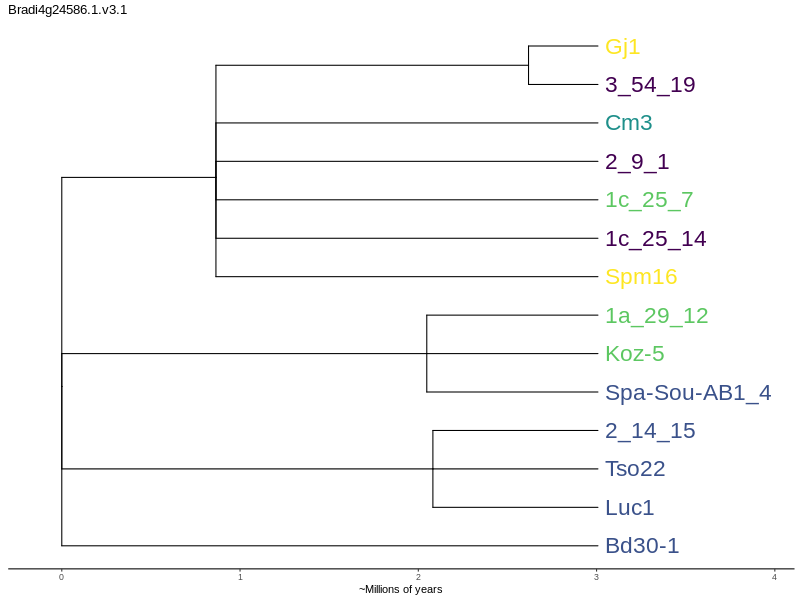 Bradi4g24586.1.v3.1
Gj1
3_54_19
Cm3
2_9_1
1c_25_7
1c_25_14
Spm16
1a_29_12
Koz-5
Spa-Sou-AB1_4
2_14_15
Tso22
Luc1
Bd30-1
0 1 2 3 4
~Millions of years